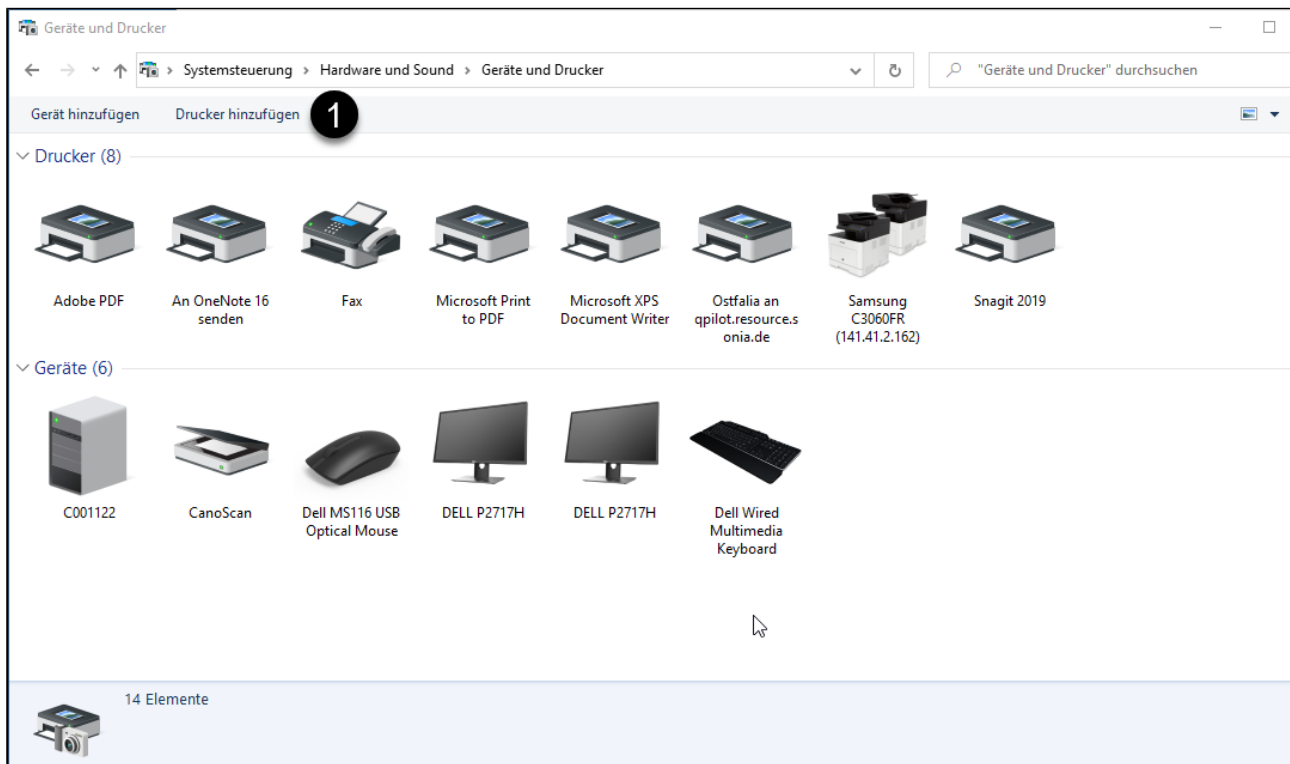 Geräte und Drucker
Systemsteuerung > Hardware und Sound > Geräte und Drucker
"Geräte und Drucker" durchsuchen
Gerät hinzufügen
Drucker hinzufügen
1
Drucker (8)
Adobe PDF
An OneNote 16
senden
Fax
Microsoft Print
to PDF
Microsoft XPS
Document Writer
Ostfalia an
qpilot.resource.s
onia.de
Samsung
C3060FR
(141.41.2.162)
Snagit 2019
Geräte (6)
C001122
CanoScan
Dell MS116 USB
Optical Mouse
DELL P2717H
DELL P2717H
Dell Wired
Multimedia
Keyboard
14 Elemente